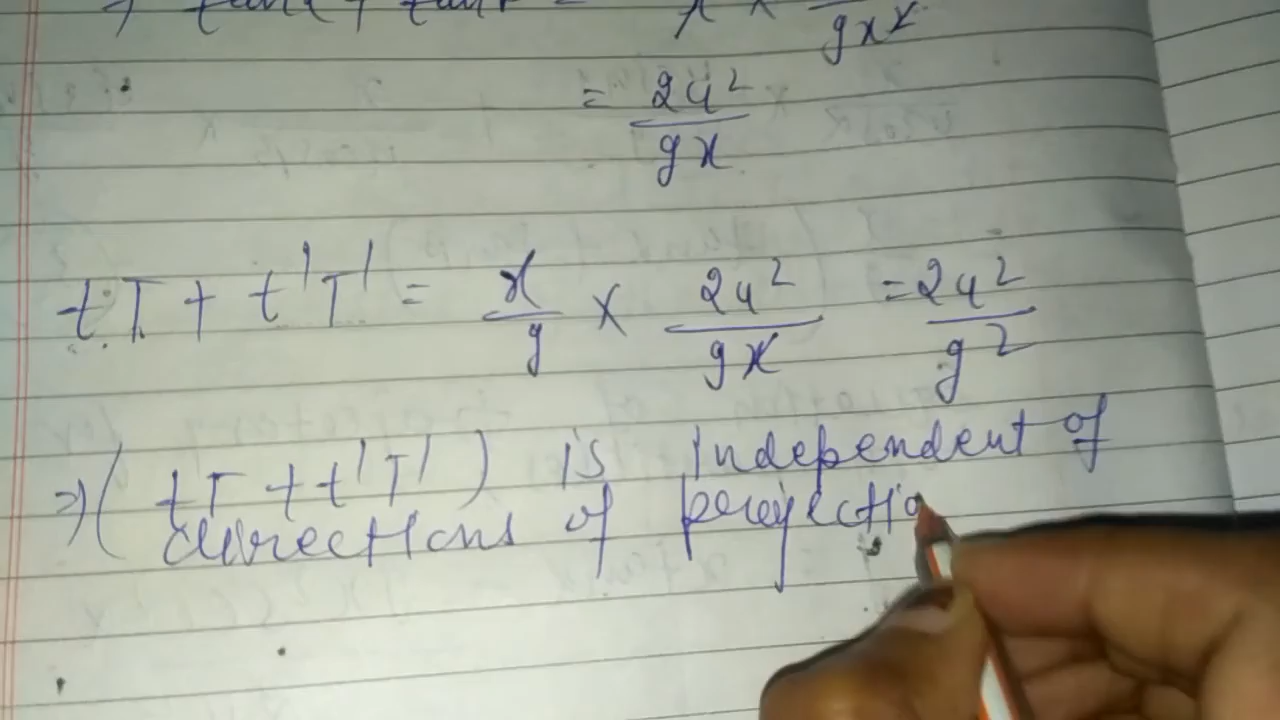 = 2u²/gx
tT + t'T' = x/g × 2u²/gx = 2u²/g²
⇒ ( tT + t'T' ) is independent of
directions of projectio